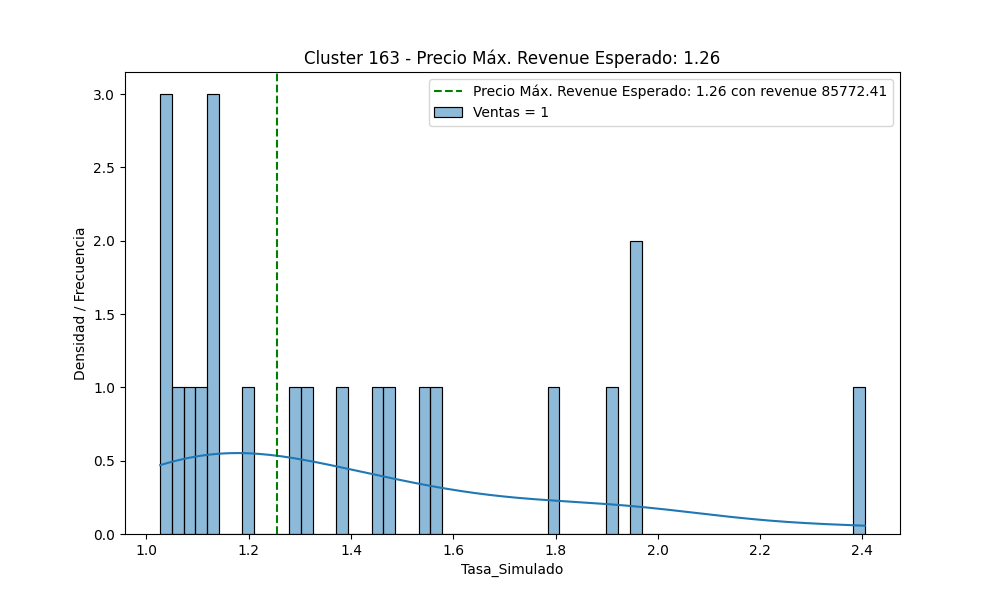 Cluster 163 - Precio Máx. Revenue Esperado: 1.26
Precio Máx. Revenue Esperado: 1.26 con revenue 85772.41
Ventas = 1
Densidad / Frecuencia
3.0
2.5
2.0
1.5
1.0
0.5
0.0
1.0 1.2 1.4 1.6 1.8 2.0 2.2 2.4
Tasa_Simulado